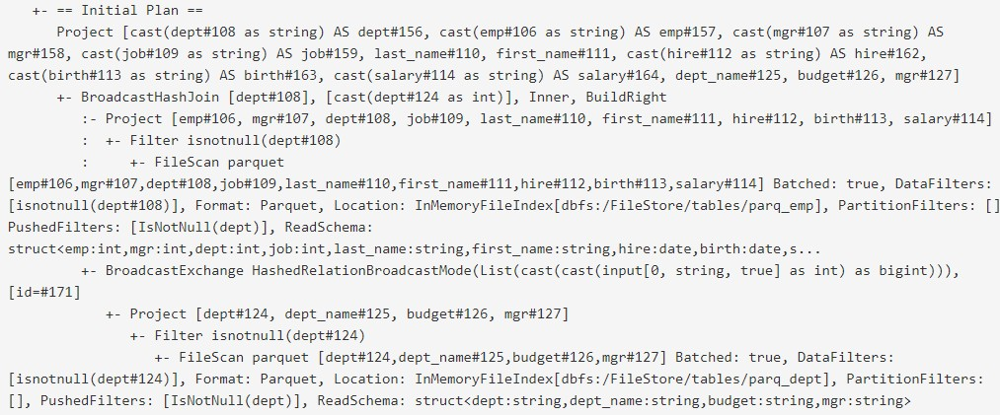 +- == Initial Plan ==
Project [cast(dept#108 as string) AS dept#156, cast(emp#106 as string) AS emp#157, cast(mgr#107 as string) AS
mgr#158, cast(job#109 as string) AS job#159, last_name#110, first_name#111, cast(hire#112 as string) AS hire#162,
cast(birth#113 as string) AS birth#163, cast(salary#114 as string) AS salary#164, dept_name#125, budget#126, mgr#127]
+- BroadcastHashJoin [dept#108], [cast(dept#124 as int)], Inner, BuildRight
:- Project [emp#106, mgr#107, dept#108, job#109, last_name#110, first_name#111, hire#112, birth#113, salary#114]
: +- Filter isnotnull(dept#108)
: +- FileScan parquet
[emp#106,mgr#107,dept#108,job#109,last_name#110,first_name#111,hire#112,birth#113,salary#114] Batched: true, DataFilters:
[isnotnull(dept#108)], Format: Parquet, Location: InMemoryFileIndex[dbfs:/FileStore/tables/parq_emp], PartitionFilters: []
PushedFilters: [IsNotNull(dept)], ReadSchema:
struct<emp:int,mgr:int,dept:int,job:int,last_name:string,first_name:string,hire:date,birth:date,s...
+- BroadcastExchange HashedRelationBroadcastMode(List(cast(cast(input[0, string, true] as int) as bigint))),
[id=#171]
+- Project [dept#124, dept_name#125, budget#126, mgr#127]
+- Filter isnotnull(dept#124)
+- FileScan parquet [dept#124,dept_name#125,budget#126,mgr#127] Batched: true, DataFilters:
[isnotnull(dept#124)], Format: Parquet, Location: InMemoryFileIndex[dbfs:/FileStore/tables/parq_dept], PartitionFilters:
[], PushedFilters: [IsNotNull(dept)], ReadSchema: struct<dept:string,dept_name:string,budget:string,mgr:string>